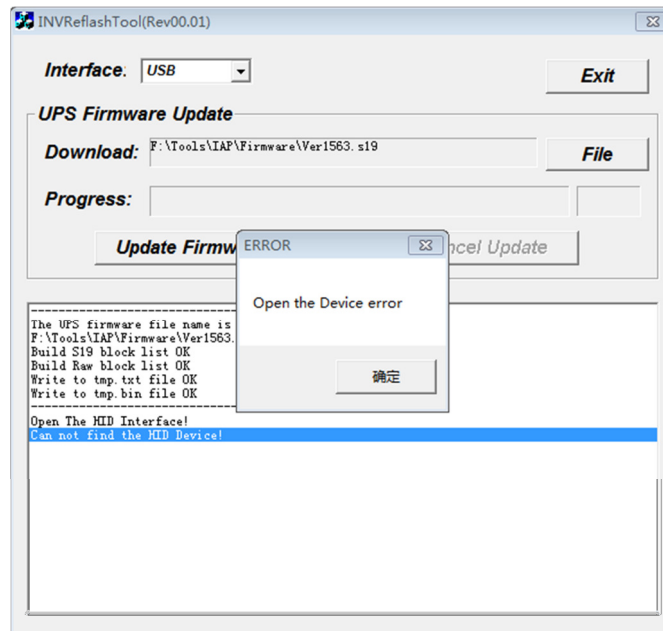 INVReflashTool(Rev00.01)
Interface: USB
Exit
UPS Firmware Update
Download: F:\Tools\IAP\Firmware\Ver1563.s19
File
Progress:
Update Firmw
ncel Update
ERROR
Open the Device error
确定
The UPS firmware file name is
F:\Tools\IAP\Firmware\Ver1563.
Build S19 block list OK
Build Raw block list OK
Write to tmp.txt file OK
Write to tmp.bin file OK
Open The HID Interface!
Can not find the HID Device!